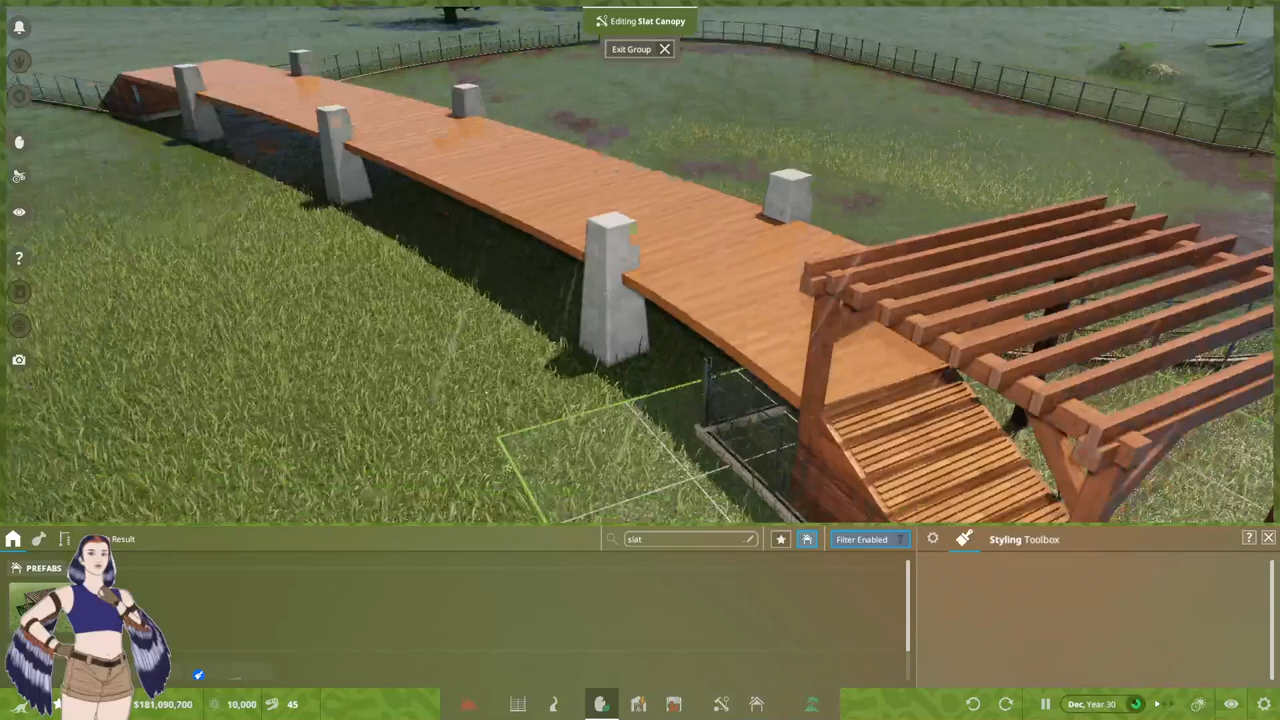 Editing Slat Canopy
Exit Group
Result
slat
Filter Enabled
Styling Toolbox
?
PREFABS
$181,090,700
10,000
45
Dec, Year 30